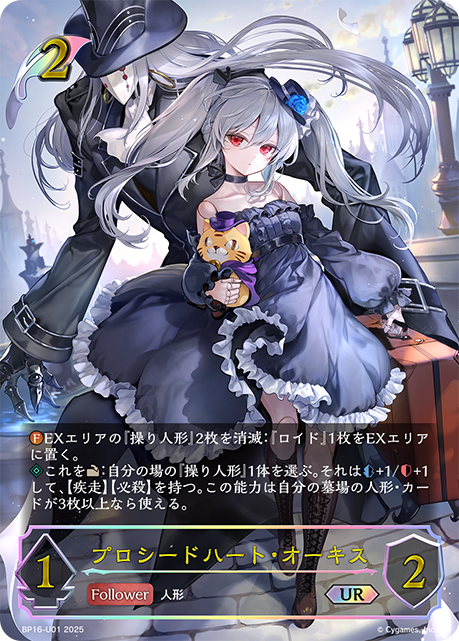 2
EXエリアの『操り人形』2枚を消滅:『ロイド』1枚をEXエリア
に置く。
これを:自分の場の『操り人形』1体を選ぶ。それは+1/+1
して、【疾走】【必殺】を持つ。この能力は自分の墓場の人形・カー
ドが3枚以上なら使える。
プロシードハート・オーキス
1
2
Follower 人形
UR
BP16-U01 2025
© Cygames, Inc.